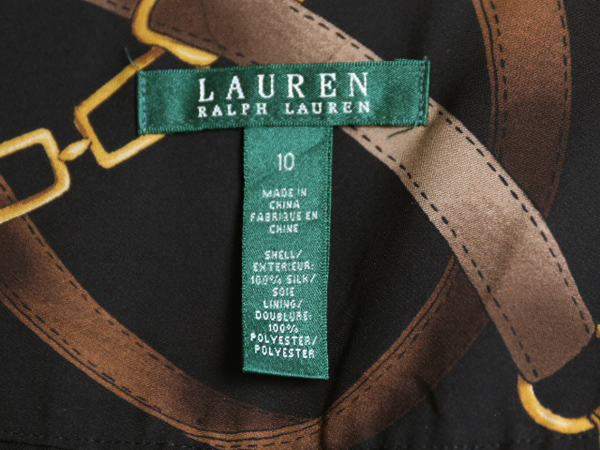 LAUREN
RALPH LAUREN
10
MADE IN
CHINA
FABRIQUE EN
CHINE
SHELL/
EXTERIEUR:
100% SILK/
SOIE
LINING/
DOUBLURE:
100%
POLYESTER/
POLYESTER